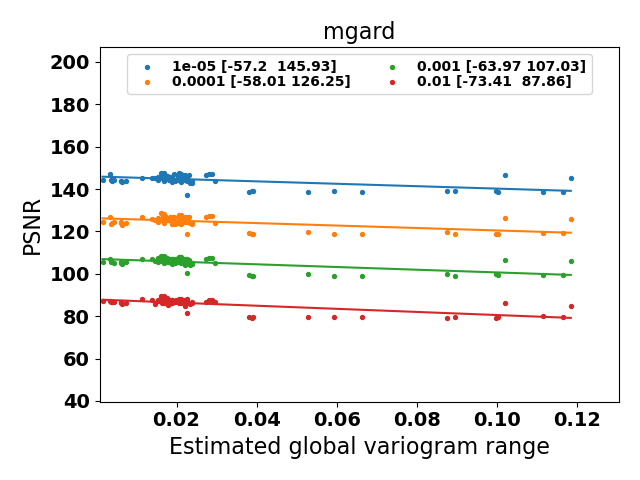 mgard
1e-05 [-57.2  145.93]
0.0001 [-58.01 126.25]
0.001 [-63.97 107.03]
0.01 [-73.41  87.86]
PSNR
200
180
160
140
120
100
80
60
40
0.02 0.04 0.06 0.08 0.10 0.12
Estimated global variogram range